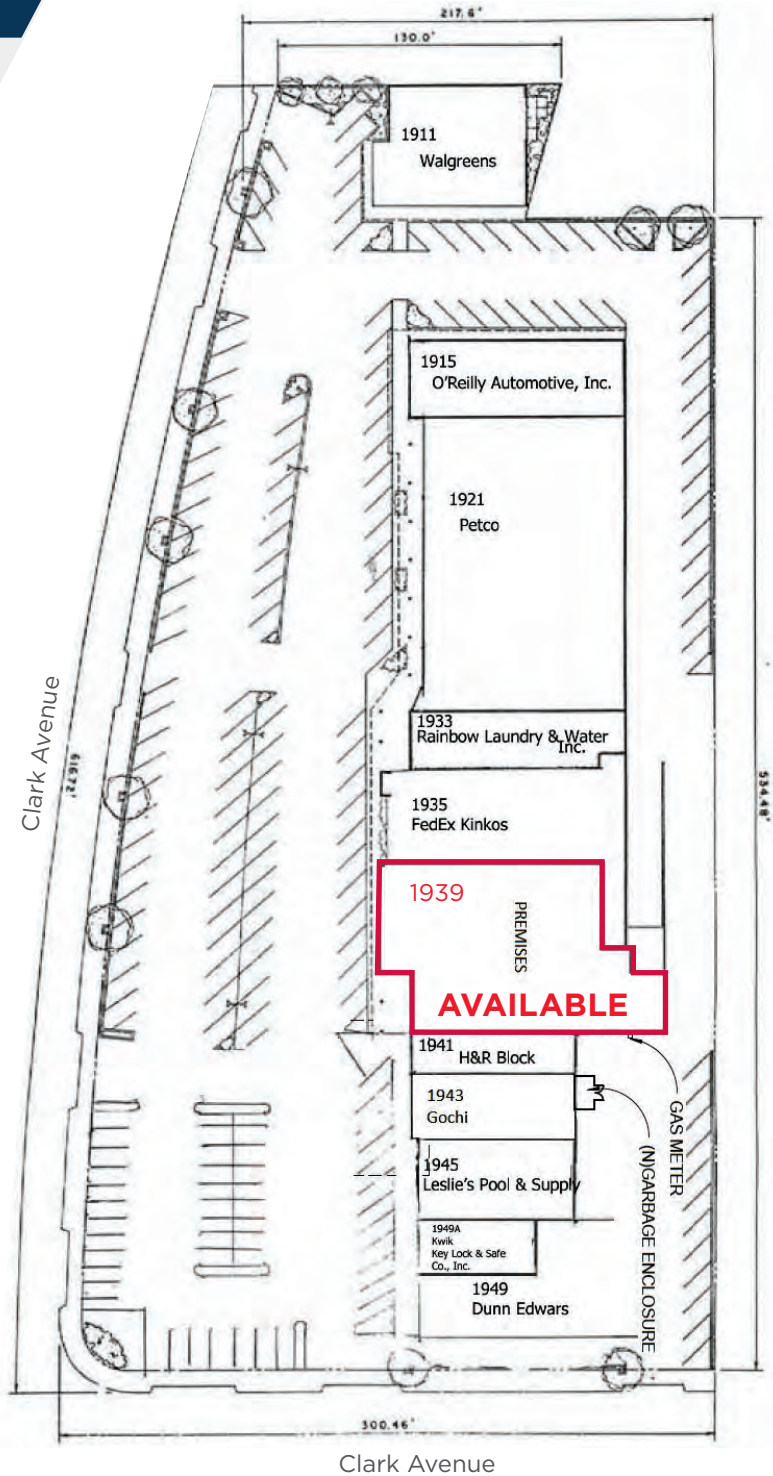 217.6'
130.0'
1911
Walgreens
1915
O'Reilly Automotive, Inc.
1921
Petco
1933
Rainbow Laundry & Water
Inc.
Clark Avenue
616.72'
534.48'
1935
FedEx Kinkos
1939
PREMISES
AVAILABLE
1941
H&R Block
1943
Gochi
GAS METER
(N)GARBAGE ENCLOSURE
1945
Leslie's Pool & Supply
1949A
Kwik
Key Lock & Safe
Co., Inc.
1949
Dunn Edwars
300.46'
Clark Avenue